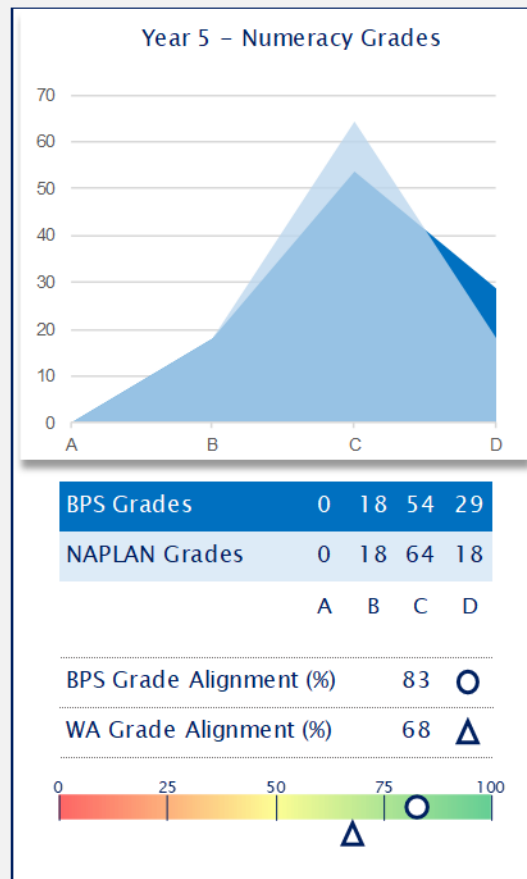 Year 5 – Numeracy Grades
70
60
50
40
30
20
10
0
A B C D
BPS Grades 0 18 54 29
NAPLAN Grades 0 18 64 18
A B C D
BPS Grade Alignment (%) 83
WA Grade Alignment (%) 68
0 25 50 75 100